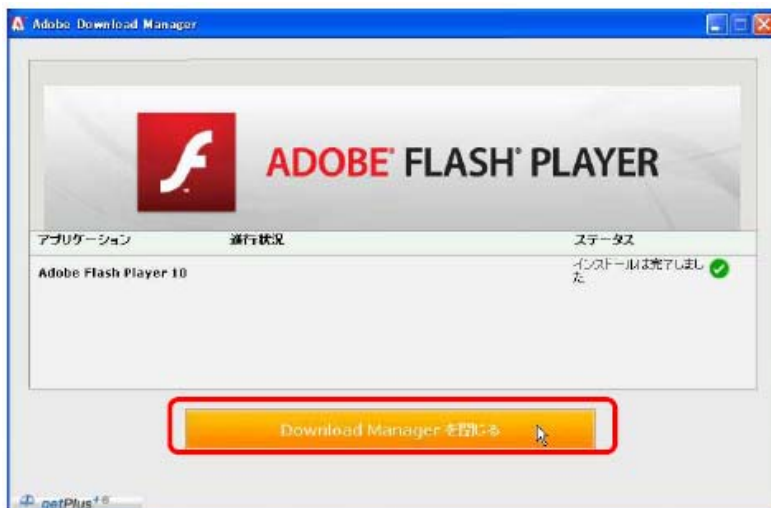 Adobe Download Manager
ADOBE® FLASH® PLAYER
アプリケーション 進行状況 ステータス
Adobe Flash Player 10 インストールは完了しまし
た
Download Manager を閉じる
getPlus+®